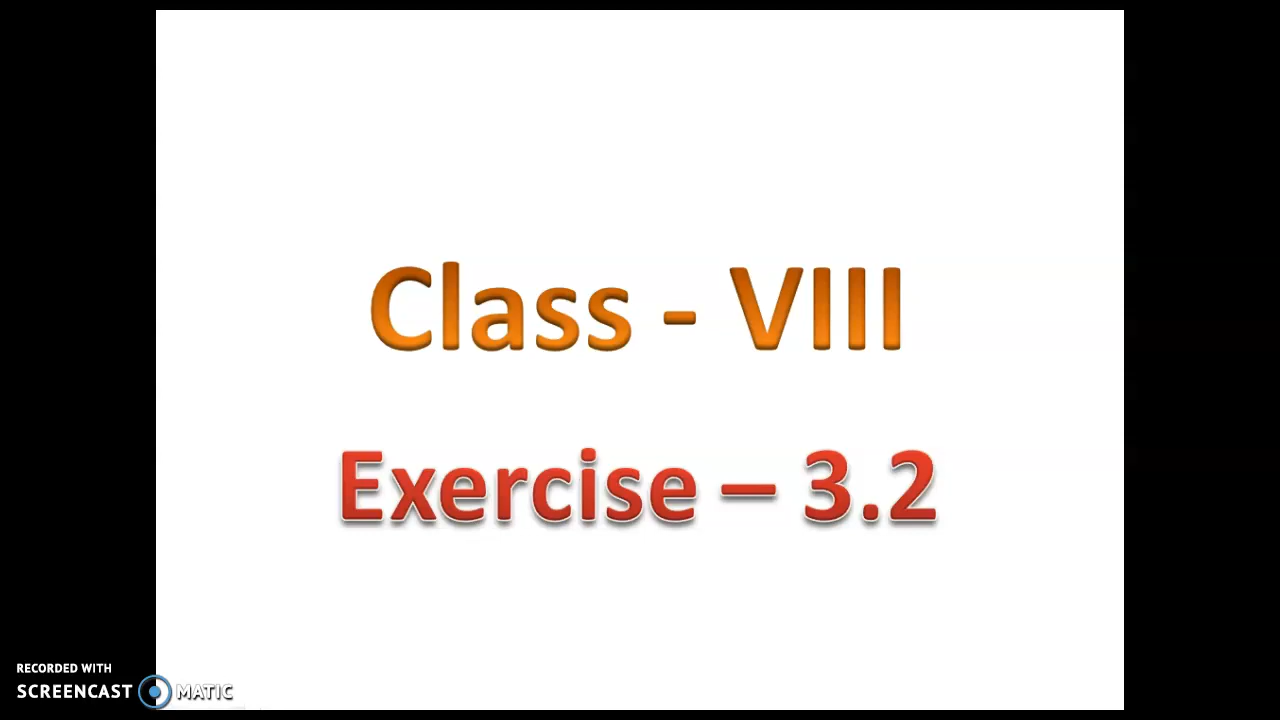 Class - VIII
Exercise – 3.2
RECORDED WITH
SCREENCAST MATIC